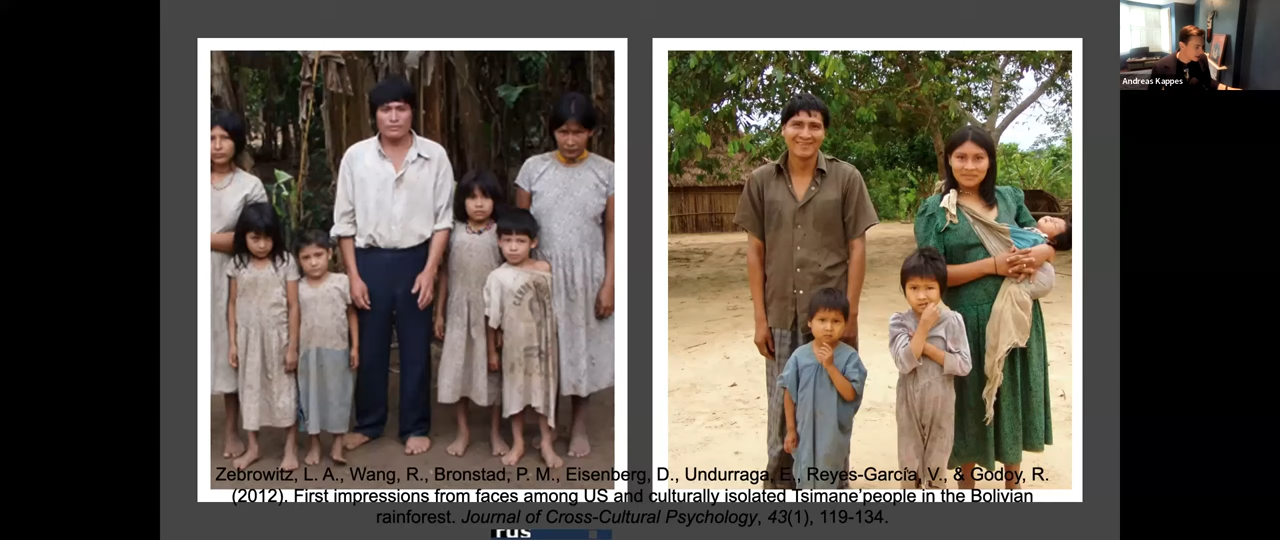 Andreas Kappes
Zebrowitz, L. A., Wang, R., Bronstad, P. M., Eisenberg, D., Undurraga, E., Reyes-García, V., & Godoy, R.
(2012). First impressions from faces among US and culturally isolated Tsimane'people in the Bolivian
rainforest. Journal of Cross-Cultural Psychology, 43(1), 119-134.